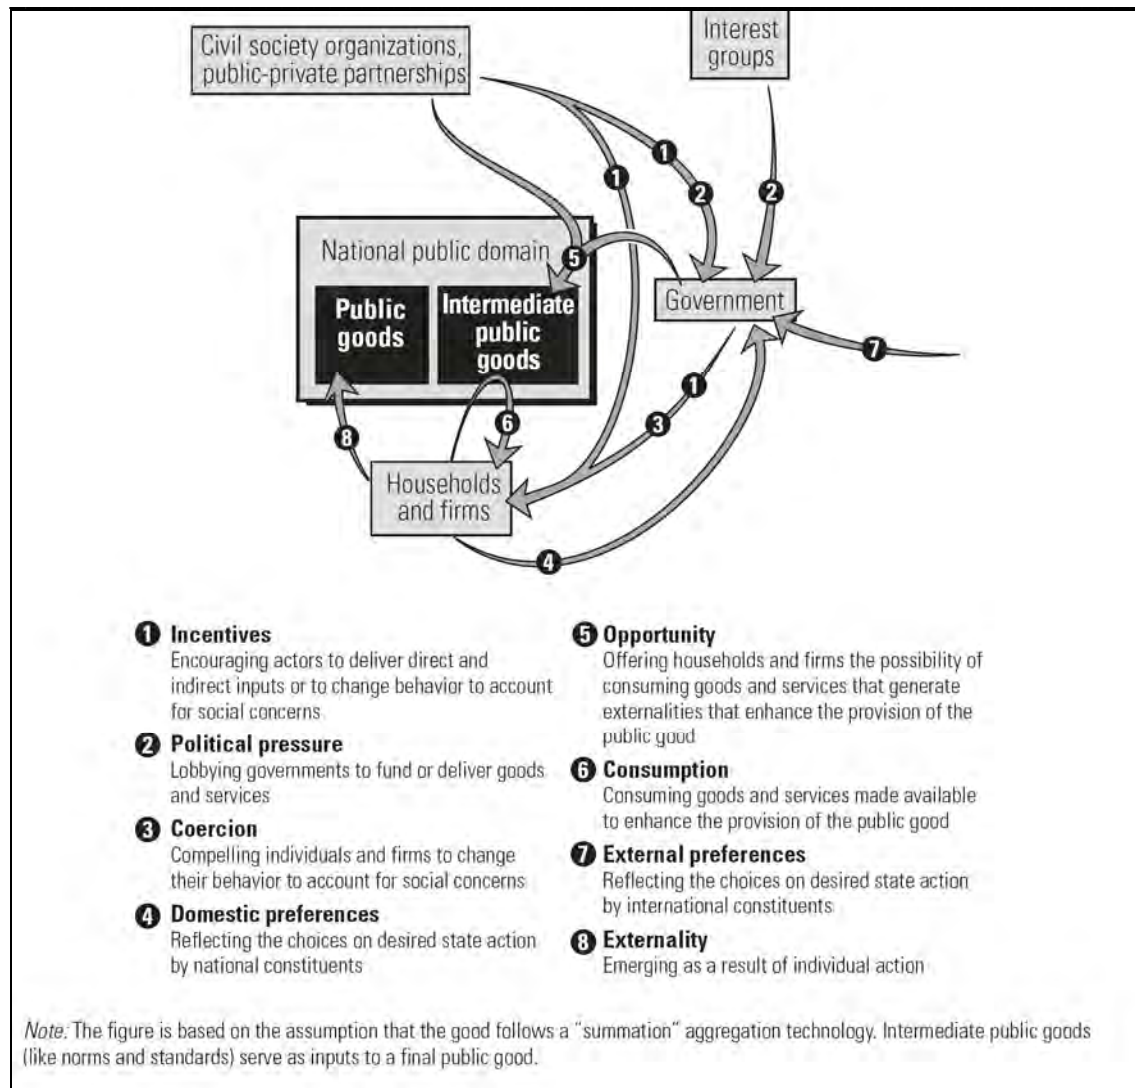 Civil society organizations,
public-private partnerships
Interest
groups
1
1
2
2
National public domain
5
Government
Public
goods
Intermediate
public
goods
7
1
8
6
3
Households
and firms
4
1 Incentives
Encouraging actors to deliver direct and
indirect inputs or to change behavior to account
for social concerns
2 Political pressure
Lobbying governments to fund or deliver goods
and services
3 Coercion
Compelling individuals and firms to change
their behavior to account for social concerns
4 Domestic preferences
Reflecting the choices on desired state action
by national constituents
5 Opportunity
Offering households and firms the possibility of
consuming goods and services that generate
externalities that enhance the provision of the
public good
6 Consumption
Consuming goods and services made available
to enhance the provision of the public good
7 External preferences
Reflecting the choices on desired state action
by international constituents
8 Externality
Emerging as a result of individual action
Note: The figure is based on the assumption that the good follows a "summation" aggregation technology. Intermediate public goods
(like norms and standards) serve as inputs to a final public good.